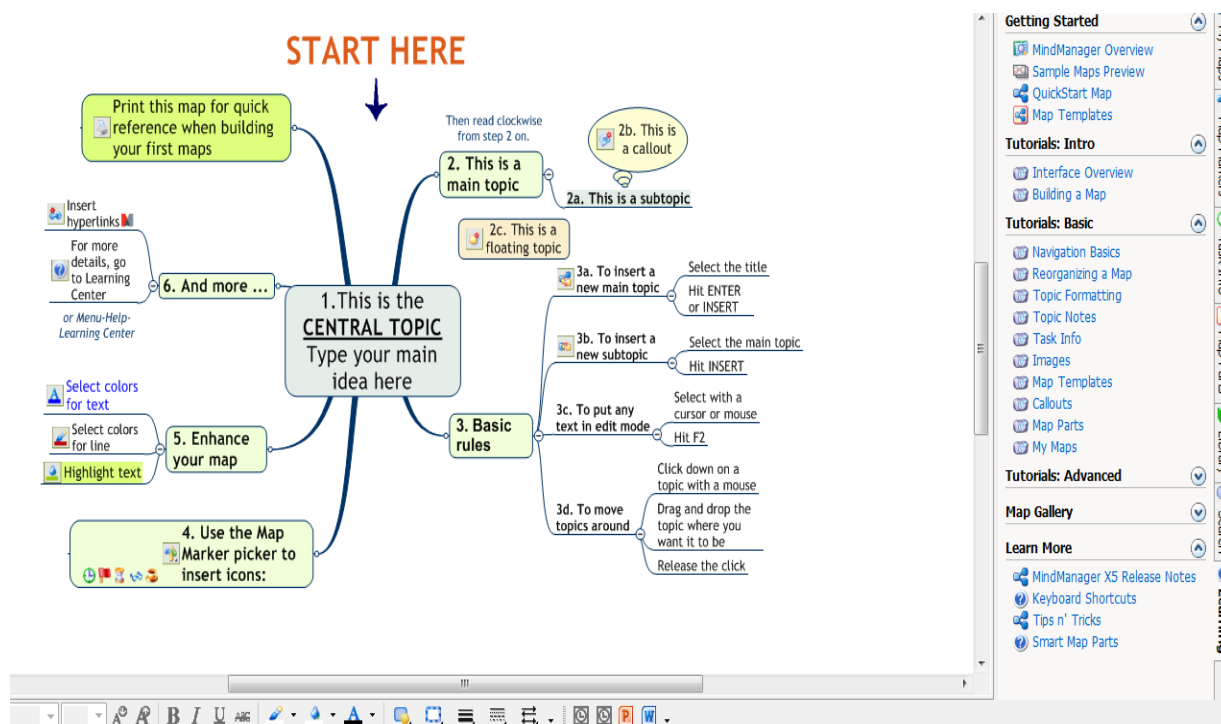 START HERE
Print this map for quick
reference when building
your first maps
Then read clockwise
from step 2 on.
2. This is a
main topic
2b. This is
a callout
2a. This is a subtopic
2c. This is a
floating topic
1.This is the
CENTRAL TOPIC
Type your main
idea here
3. Basic
rules
3a. To insert a
new main topic
Select the title
Hit ENTER
or INSERT
3b. To insert a
new subtopic
Select the main topic
Hit INSERT
3c. To put any
text in edit mode
Select with a
cursor or mouse
Hit F2
3d. To move
topics around
Click down on a
topic with a mouse
Drag and drop the
topic where you
want it to be
Release the click
4. Use the Map
Marker picker to
insert icons:
5. Enhance
your map
Select colors
for text
Select colors
for line
Highlight text
6. And more ...
Insert
hyperlinks
For more
details, go
to Learning
Center
or Menu-Help-
Learning Center
Getting Started
MindManager Overview
Sample Maps Preview
QuickStart Map
Map Templates
Tutorials: Intro
Interface Overview
Building a Map
Tutorials: Basic
Navigation Basics
Reorganizing a Map
Topic Formatting
Topic Notes
Task Info
Images
Map Templates
Callouts
Map Parts
My Maps
Tutorials: Advanced
Map Gallery
Learn More
MindManager X5 Release Notes
Keyboard Shortcuts
Tips n' Tricks
Smart Map Parts
B I U ABC A P W